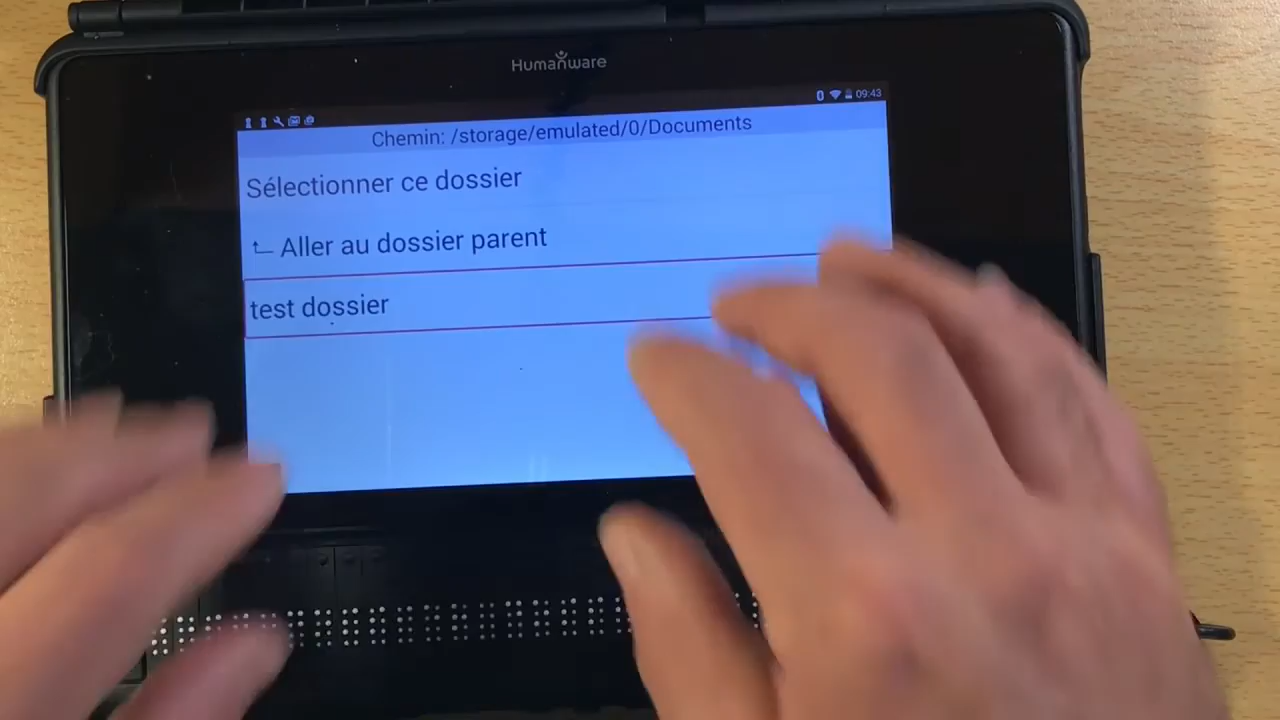 Humanware
09:43
Chemin: /storage/emulated/0/Documents
Sélectionner ce dossier
Aller au dossier parent
test dossier